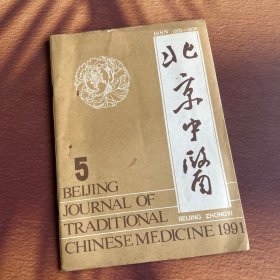 北京中醫
BEIJING ZHONGYI
5
BEIJING
JOURNAL OF
TRADITIONAL
CHINESE MEDICINE 1991